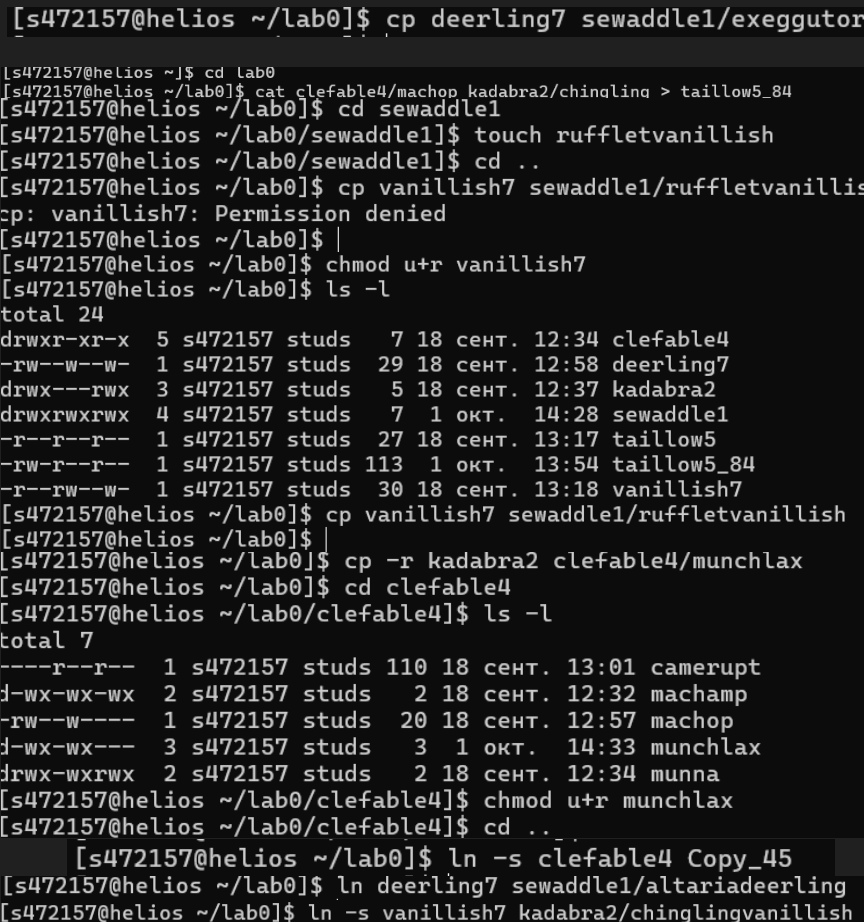 [s472157@helios ~/lab0]$ cp deerling7 sewaddle1/exeggutor
[s472157@helios ~]$ cd lab0
[s472157@helios ~/lab0]$ cat clefable4/machop kadabra2/chingling > taillow5_84
[s472157@helios ~/lab0]$ cd sewaddle1
[s472157@helios ~/lab0/sewaddle1]$ touch ruffletvanillish
[s472157@helios ~/lab0/sewaddle1]$ cd ..
[s472157@helios ~/lab0]$ cp vanillish7 sewaddle1/ruffletvanillis
cp: vanillish7: Permission denied
[s472157@helios ~/lab0]$
[s472157@helios ~/lab0]$ chmod u+r vanillish7
[s472157@helios ~/lab0]$ ls -l
total 24
drwxr-xr-x 5 s472157 studs 7 18 сент. 12:34 clefable4
-rw--w--w- 1 s472157 studs 29 18 сент. 12:58 deerling7
drwx---rwx 3 s472157 studs 5 18 сент. 12:37 kadabra2
drwxrwxrwx 4 s472157 studs 7 1 окт. 14:28 sewaddle1
-r--r--r-- 1 s472157 studs 27 18 сент. 13:17 taillow5
-rw-r--r-- 1 s472157 studs 113 1 окт. 13:54 taillow5_84
-r--rw--w- 1 s472157 studs 30 18 сент. 13:18 vanillish7
[s472157@helios ~/lab0]$ cp vanillish7 sewaddle1/ruffletvanillish
[s472157@helios ~/lab0]$
[s472157@helios ~/lab0]$ cp -r kadabra2 clefable4/munchlax
[s472157@helios ~/lab0]$ cd clefable4
[s472157@helios ~/lab0/clefable4]$ ls -l
total 7
----r--r-- 1 s472157 studs 110 18 сент. 13:01 camerupt
d-wx-wx-wx 2 s472157 studs 2 18 сент. 12:32 machamp
-rw--w---- 1 s472157 studs 20 18 сент. 12:57 machop
d-wx-wx--- 3 s472157 studs 3 1 окт. 14:33 munchlax
drwx-wxrwx 2 s472157 studs 2 18 сент. 12:34 munna
[s472157@helios ~/lab0/clefable4]$ chmod u+r munchlax
[s472157@helios ~/lab0/clefable4]$ cd ..
[s472157@helios ~/lab0]$ ln -s clefable4 Copy_45
[s472157@helios ~/lab0]$ ln deerling7 sewaddle1/altariadeerling
[s472157@helios ~/lab0]$ ln -s vanillish7 kadabra2/chinglingvanillish